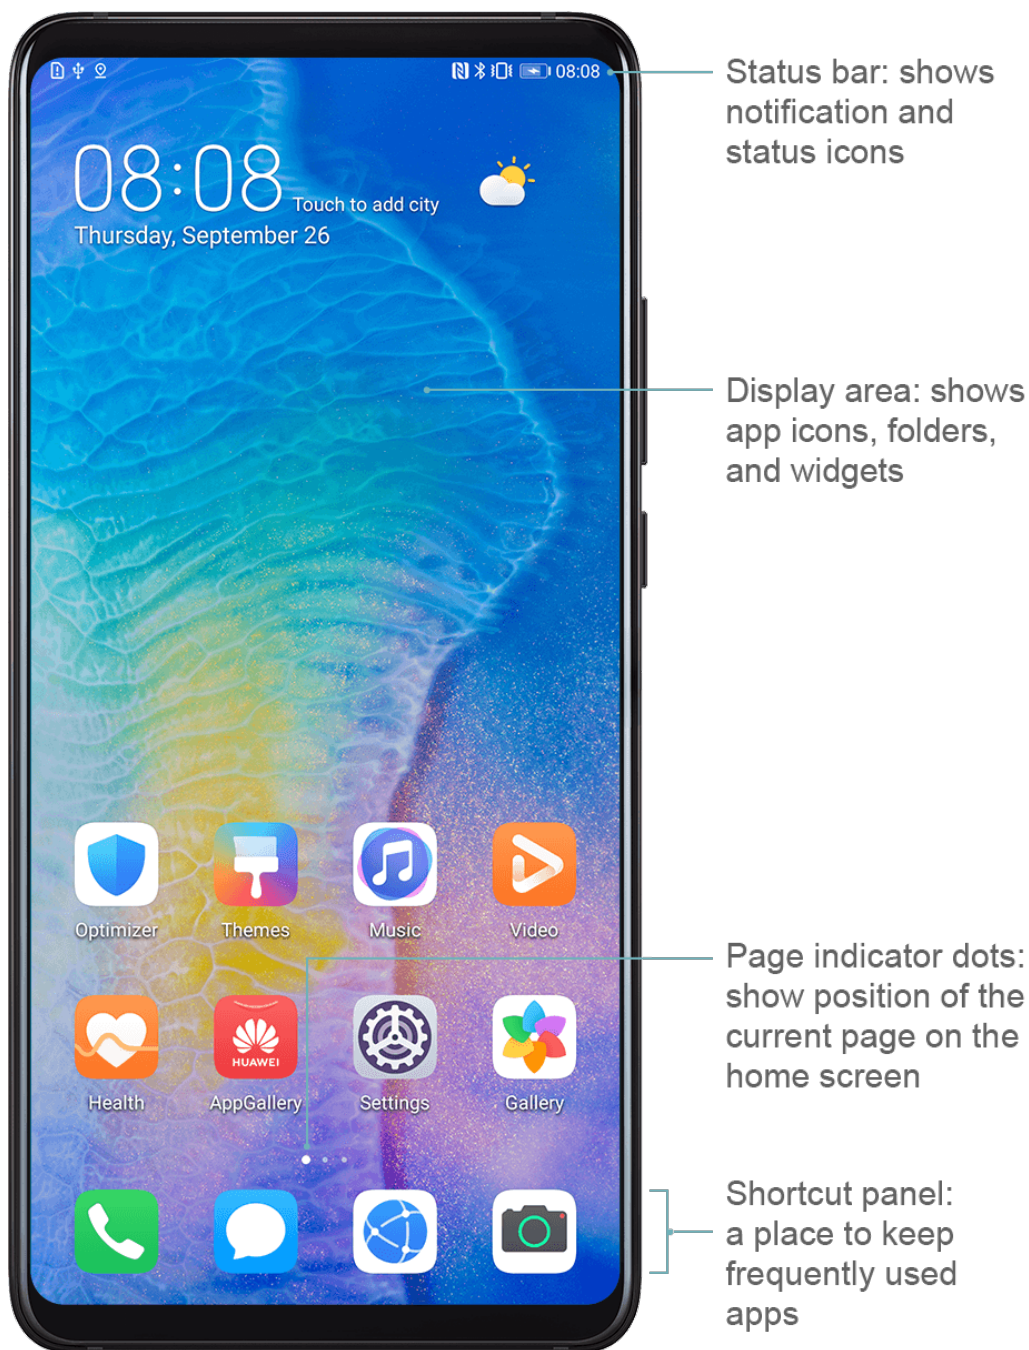 08:08
Status bar: shows
notification and
status icons
08:08 Touch to add city
Thursday, September 26
Display area: shows
app icons, folders,
and widgets
Optimizer Themes Music Video
Page indicator dots:
show position of the
current page on the
home screen
HUAWEI
Health AppGallery Settings Gallery
Shortcut panel:
a place to keep
frequently used
apps